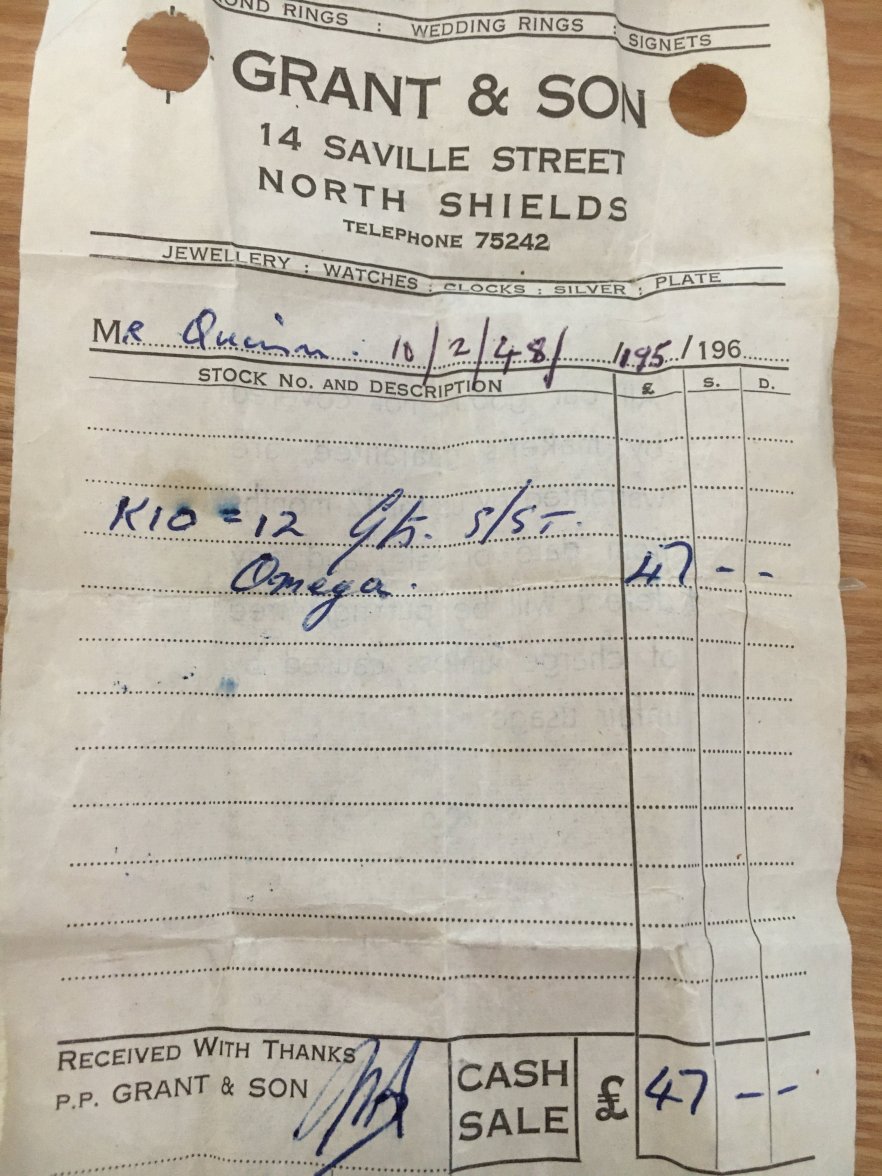 OND RINGS : WEDDING RINGS : SIGNETS
GRANT & SON
14 SAVILLE STREET
NORTH SHIELDS
TELEPHONE 75242
JEWELLERY : WATCHES : CLOCKS : SILVER : PLATE
MR Quinn. 10/2/48/ /195/196
STOCK No. AND DESCRIPTION £ S. D.
K10 = 12 Gts. S/ST.
Omega. 47 - -
RECEIVED WITH THANKS
P.P. GRANT & SON
CASH SALE £ 47 - -